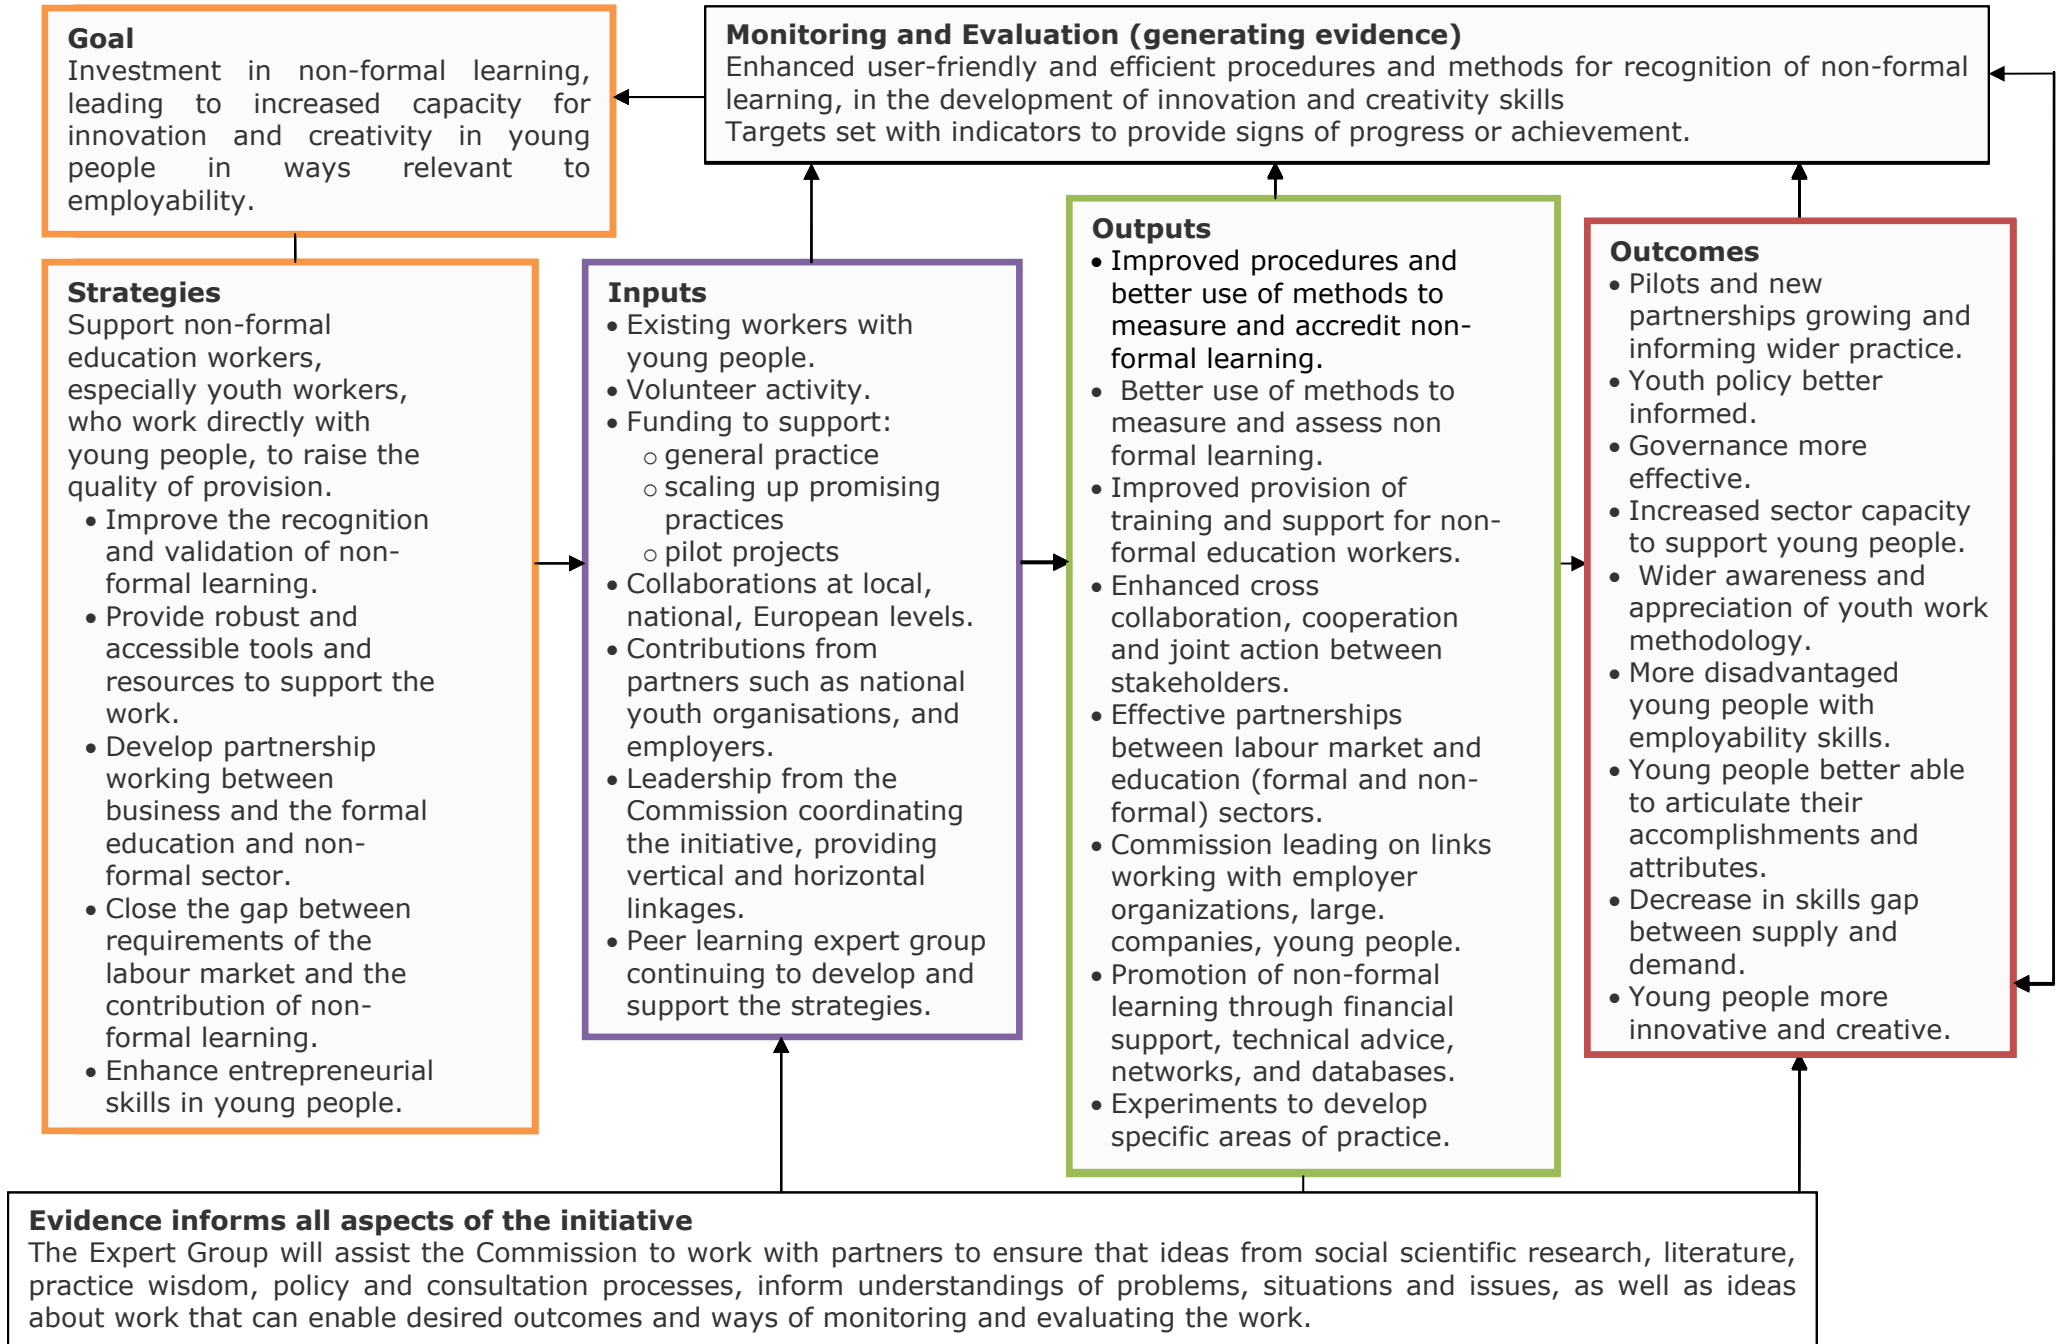 Goal
Investment in non-formal learning,
leading to increased capacity for
innovation and creativity in young
people in ways relevant to
employability.
Monitoring and Evaluation (generating evidence)
Enhanced user-friendly and efficient procedures and methods for recognition of non-formal
learning, in the development of innovation and creativity skills
Targets set with indicators to provide signs of progress or achievement.
Strategies
Support non-formal
education workers,
especially youth workers,
who work directly with
young people, to raise the
quality of provision.
• Improve the recognition
and validation of non-
formal learning.
• Provide robust and
accessible tools and
resources to support the
work.
• Develop partnership
working between
business and the formal
education and non-
formal sector.
• Close the gap between
requirements of the
labour market and the
contribution of non-
formal learning.
• Enhance entrepreneurial
skills in young people.
Inputs
• Existing workers with
young people.
• Volunteer activity.
• Funding to support:
o general practice
o scaling up promising
practices
o pilot projects
• Collaborations at local,
national, European levels.
• Contributions from
partners such as national
youth organisations, and
employers.
• Leadership from the
Commission coordinating
the initiative, providing
vertical and horizontal
linkages.
• Peer learning expert group
continuing to develop and
support the strategies.
Outputs
• Improved procedures and
better use of methods to
measure and accredit non-
formal learning.
• Better use of methods to
measure and assess non
formal learning.
• Improved provision of
training and support for non-
formal education workers.
• Enhanced cross
collaboration, cooperation
and joint action between
stakeholders.
• Effective partnerships
between labour market and
education (formal and non-
formal) sectors.
• Commission leading on links
working with employer
organizations, large.
companies, young people.
• Promotion of non-formal
learning through financial
support, technical advice,
networks, and databases.
• Experiments to develop
specific areas of practice.
Outcomes
• Pilots and new
partnerships growing and
informing wider practice.
• Youth policy better
informed.
• Governance more
effective.
• Increased sector capacity
to support young people.
• Wider awareness and
appreciation of youth work
methodology.
• More disadvantaged
young people with
employability skills.
• Young people better able
to articulate their
accomplishments and
attributes.
• Decrease in skills gap
between supply and
demand.
• Young people more
innovative and creative.
Evidence informs all aspects of the initiative
The Expert Group will assist the Commission to work with partners to ensure that ideas from social scientific research, literature,
practice wisdom, policy and consultation processes, inform understandings of problems, situations and issues, as well as ideas
about work that can enable desired outcomes and ways of monitoring and evaluating the work.